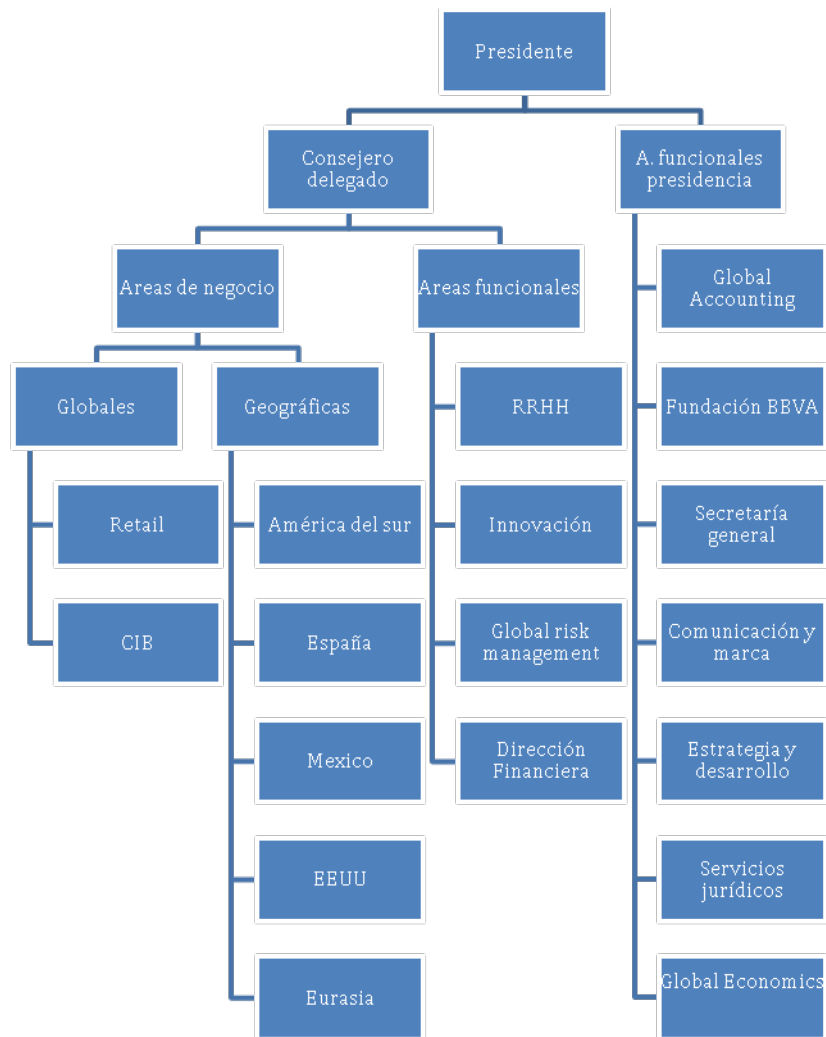 Presidente
Consejero
delegado
A. funcionales
presidencia
Areas de negocio
Areas funcionales
Global
Accounting
Globales
Geográficas
RRHH
Fundación BBVA
Retail
América del sur
Innovación
Secretaría
general
CIB
España
Global risk
management
Comunicación y
marca
Mexico
Dirección
Financiera
Estrategia y
desarrollo
EEUU
Servicios
jurídicos
Eurasia
Global Economics